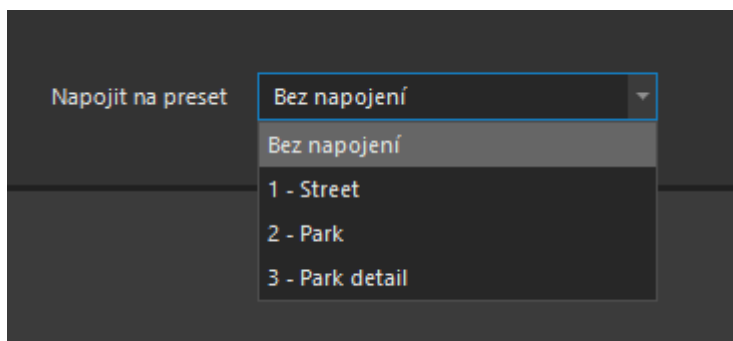 Napojit na preset Bez napojení
Bez napojení
1 - Street
2 - Park
3 - Park detail